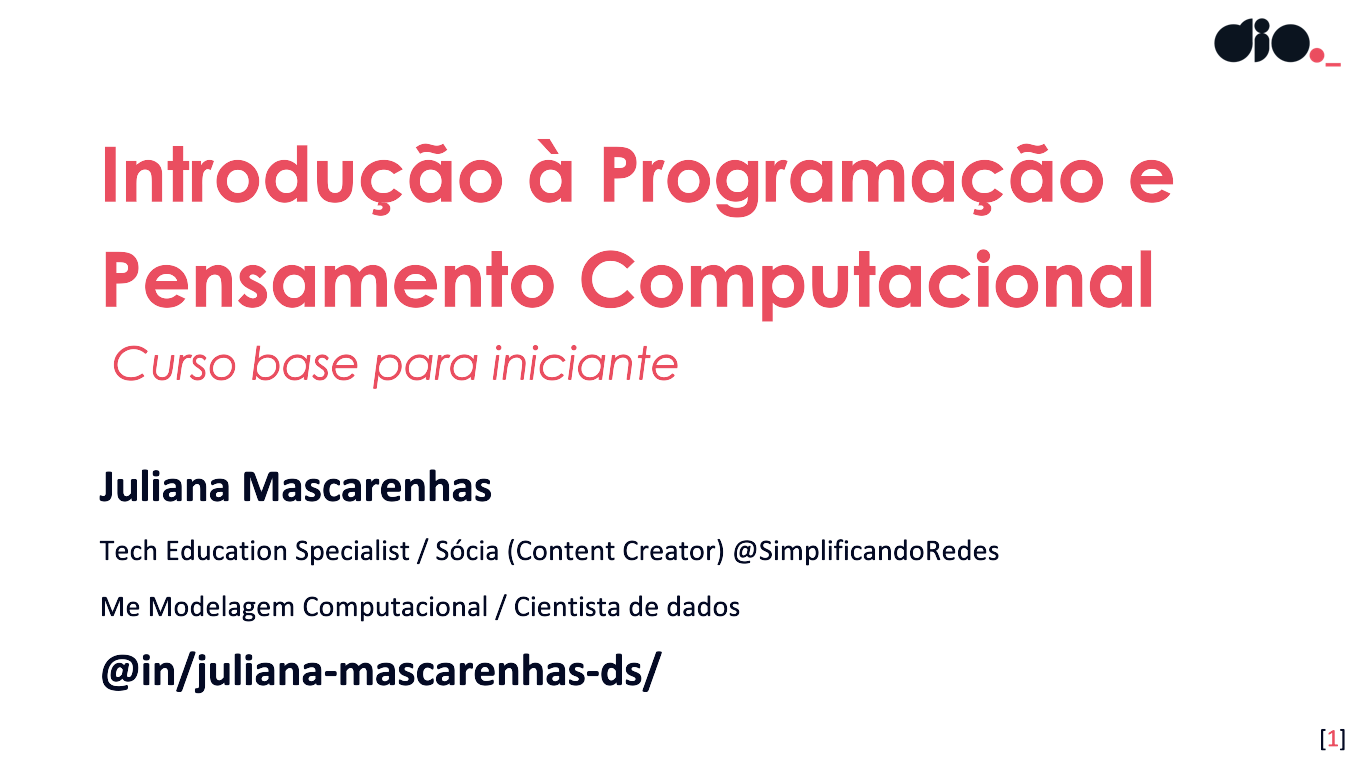 dio._
Introdução à Programação e
Pensamento Computacional
Curso base para iniciante
Juliana Mascarenhas
Tech Education Specialist / Sócia (Content Creator) @SimplificandoRedes
Me Modelagem Computacional / Cientista de dados
@in/juliana-mascarenhas-ds/
[1]